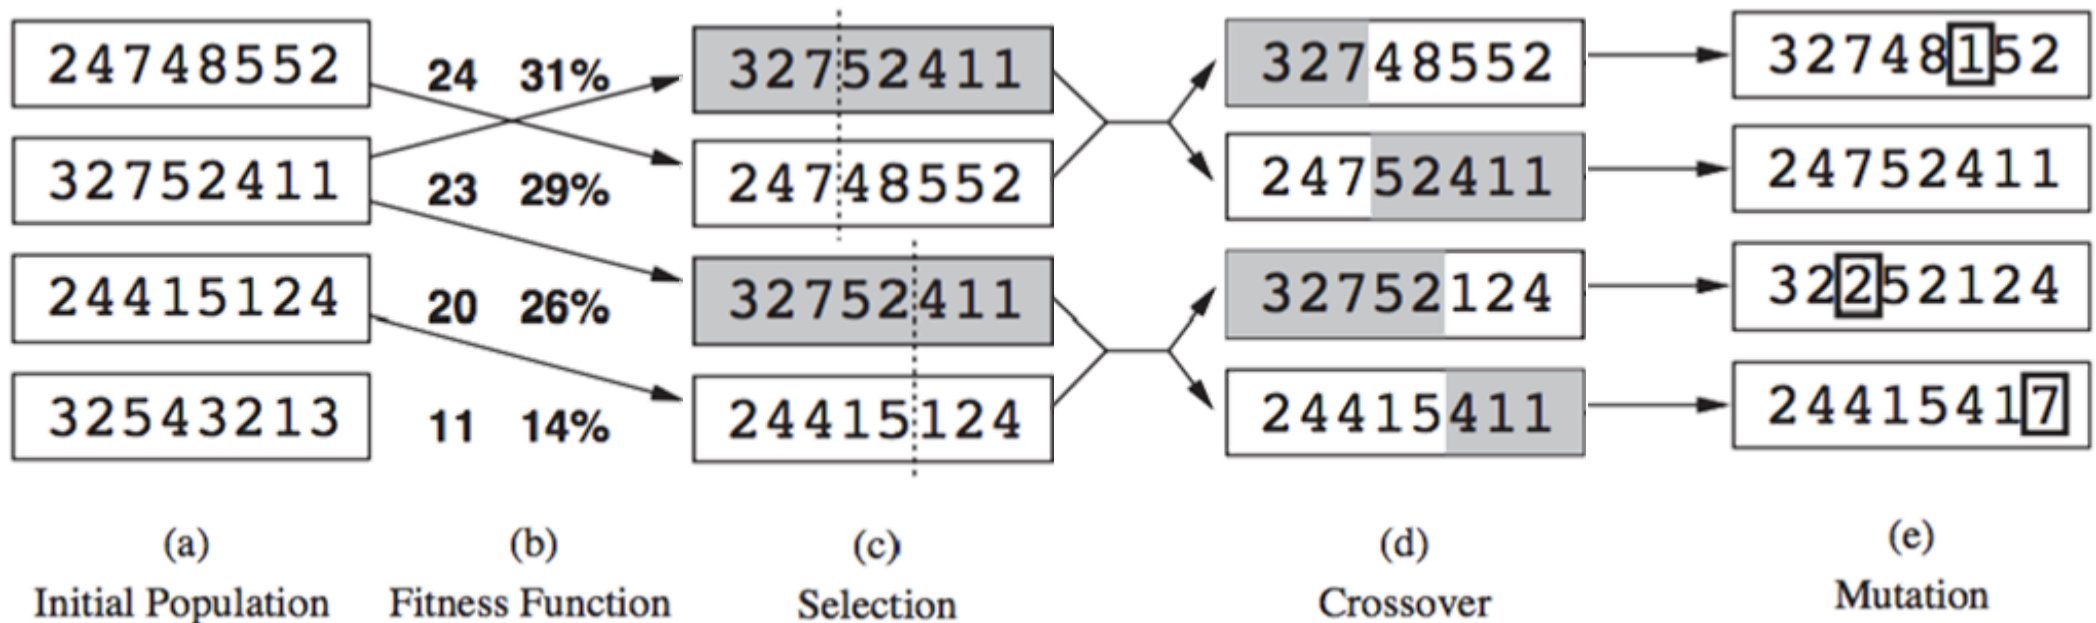 24748552 24 31% 32752411 32748552 32748152
32752411 23 29% 24748552 24752411 24752411
24415124 20 26% 32752411 32752124 32252124
32543213 11 14% 24415124 24415411 24415417
(a) (b) (c) (d) (e)
Initial Population Fitness Function Selection Crossover Mutation